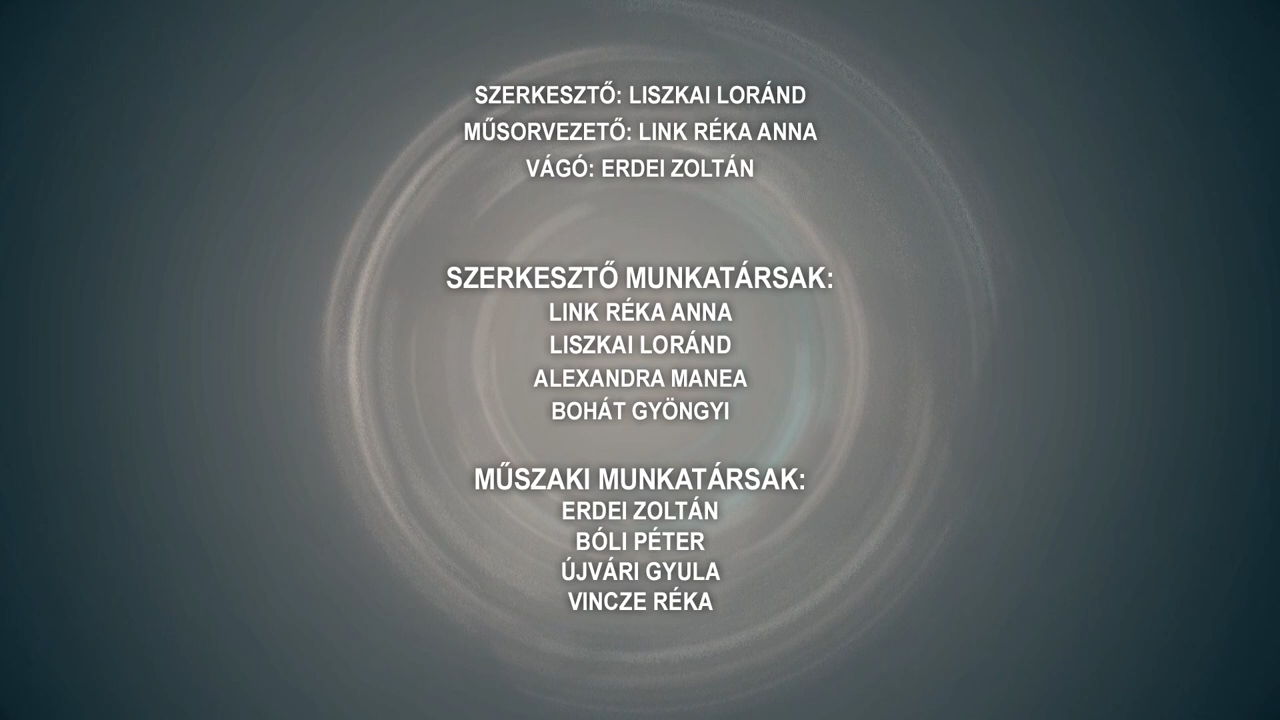 SZERKESZTŐ: LISZKAI LORÁND
MŰSORVEZETŐ: LINK RÉKA ANNA
VÁGÓ: ERDEI ZOLTÁN
SZERKESZTŐ MUNKATÁRSAK:
LINK RÉKA ANNA
LISZKAI LORÁND
ALEXANDRA MANEA
BOHÁT GYÖNGYI
MŰSZAKI MUNKATÁRSAK:
ERDEI ZOLTÁN
BÓLI PÉTER
ÚJVÁRI GYULA
VINCZE RÉKA